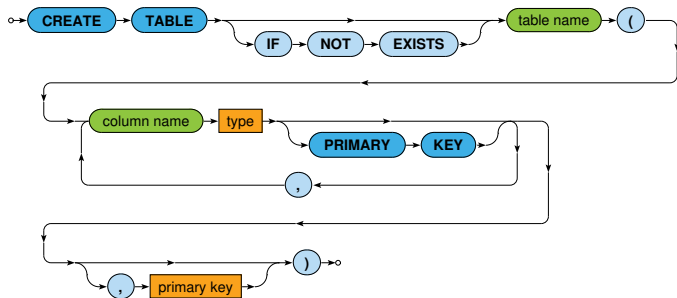 CREATE TABLE table name (
IF NOT EXISTS
column name type
PRIMARY KEY
,
)
, primary key